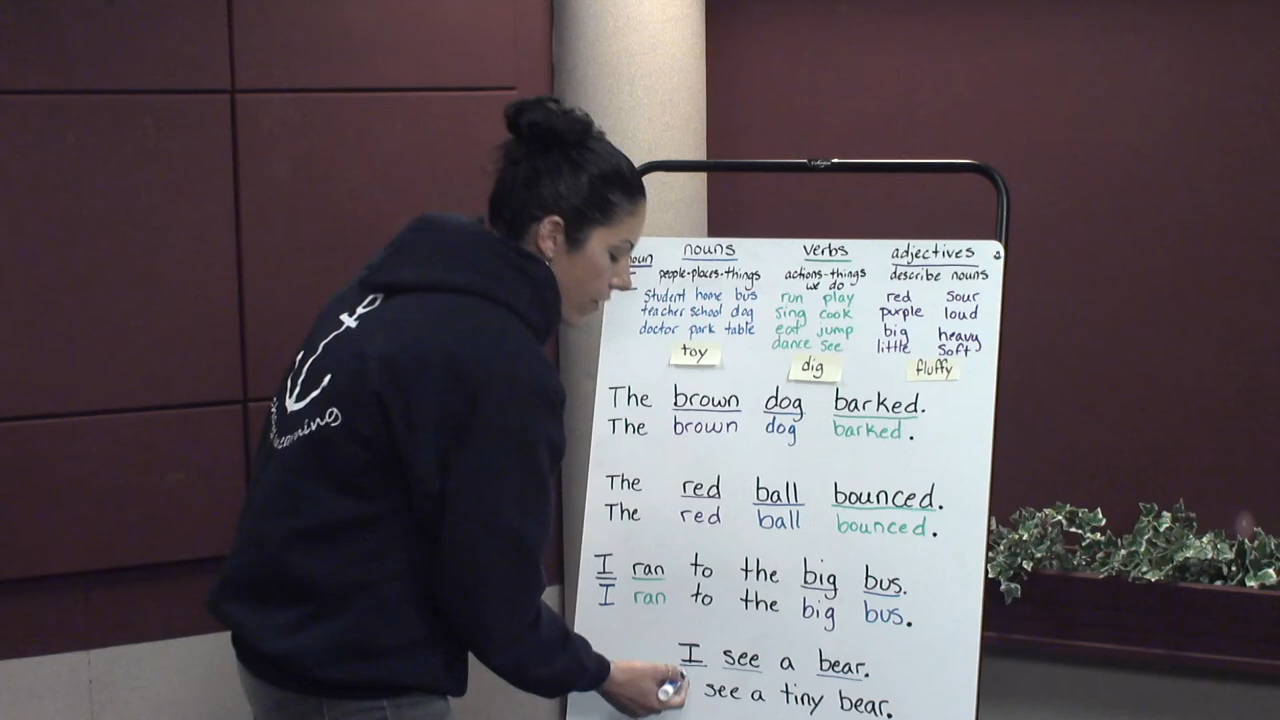 noun nouns verbs adjectives
people-places-things actions-things we do describe nouns
student home bus run play red sour
teacher school dog sing cook purple loud
doctor park table eat jump big heavy
dance see little soft
toy dig fluffy
The brown dog barked.
The brown dog barked.
The red ball bounced.
The red ball bounced.
I ran to the big bus.
I ran to the big bus.
I see a bear.
see a tiny bear.
learning